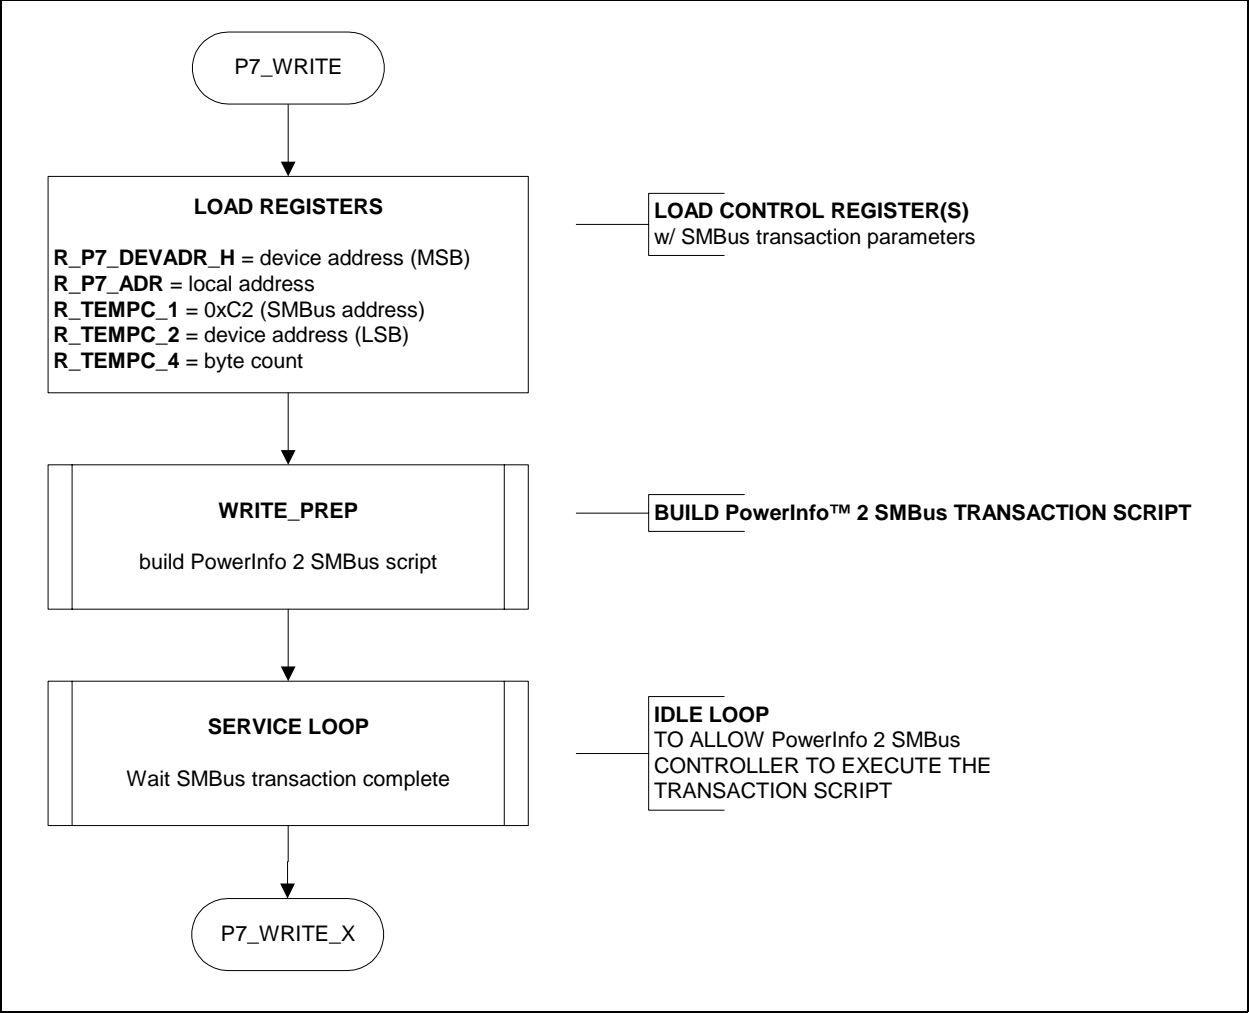 P7_WRITE
LOAD REGISTERS
R_P7_DEVADR_H = device address (MSB)
R_P7_ADR = local address
R_TEMPC_1 = 0xC2 (SMBus address)
R_TEMPC_2 = device address (LSB)
R_TEMPC_4 = byte count
LOAD CONTROL REGISTER(S)
w/ SMBus transaction parameters
WRITE_PREP
build PowerInfo 2 SMBus script
BUILD PowerInfo™ 2 SMBus TRANSACTION SCRIPT
SERVICE LOOP
Wait SMBus transaction complete
IDLE LOOP
TO ALLOW PowerInfo 2 SMBus
CONTROLLER TO EXECUTE THE
TRANSACTION SCRIPT
P7_WRITE_X